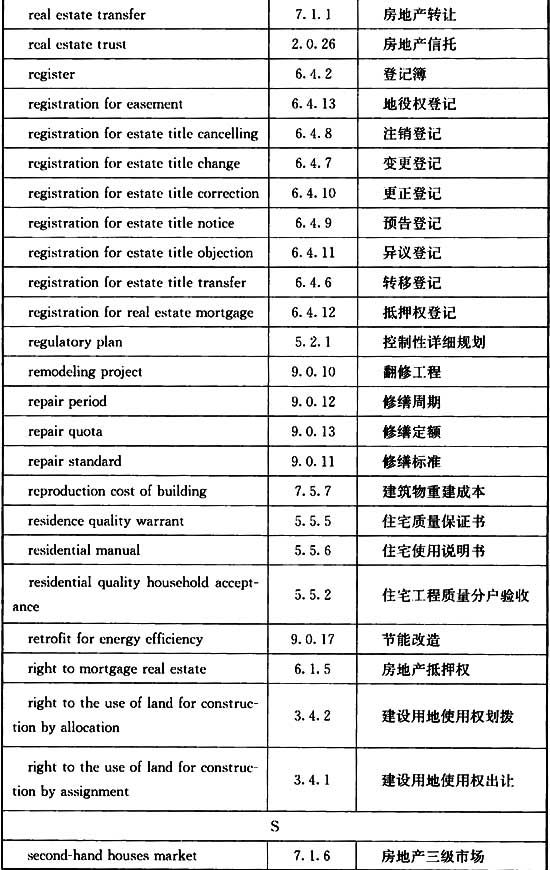 real estate transfer 7.1.1 房地产转让
real estate trust 2.0.26 房地产信托
register 6.4.2 登记簿
registration for easement 6.4.13 地役权登记
registration for estate title cancelling 6.4.8 注销登记
registration for estate title change 6.4.7 变更登记
registration for estate title correction 6.4.10 更正登记
registration for estate title notice 6.4.9 预告登记
registration for estate title objection 6.4.11 异议登记
registration for estate title transfer 6.4.6 转移登记
registration for real estate mortgage 6.4.12 抵押权登记
regulatory plan 5.2.1 控制性详细规划
remodeling project 9.0.10 翻修工程
repair period 9.0.12 修缮周期
repair quota 9.0.13 修缮定额
repair standard 9.0.11 修缮标准
reproduction cost of building 7.5.7 建筑物重建成本
residence quality warrant 5.5.5 住宅质量保证书
residential manual 5.5.6 住宅使用说明书
residential quality household accept-
ance 5.5.2 住宅工程质量分户验收
retrofit for energy efficiency 9.0.17 节能改造
right to mortgage real estate 6.1.5 房地产抵押权
right to the use of land for construc-
tion by allocation 3.4.2 建设用地使用权划拨
right to the use of land for construc-
tion by assignment 3.4.1 建设用地使用权出让
S
second-hand houses market 7.1.6 房地产三级市场